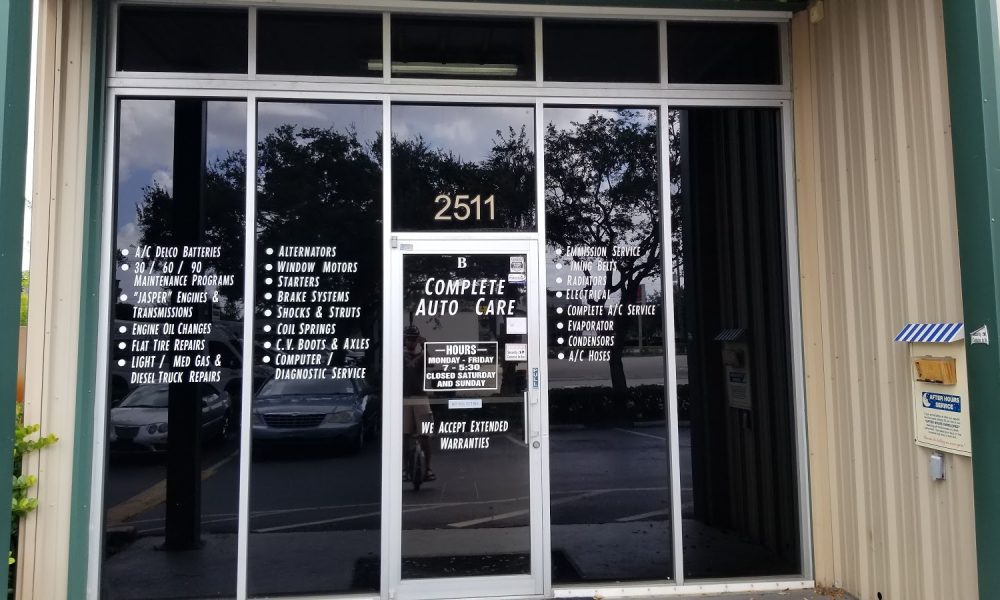 2511
B
COMPLETE
AUTO CARE
HOURS
MONDAY - FRIDAY
7 - 5:30
CLOSED SATURDAY
AND SUNDAY
WE ACCEPT EXTENDED
WARRANTIES
• A/C DELCO BATTERIES
• 30 / 60 / 90
MAINTENANCE PROGRAMS
• "JASPER" ENGINES &
TRANSMISSIONS
• ENGINE OIL CHANGES
• FLAT TIRE REPAIRS
• LIGHT / MED GAS &
DIESEL TRUCK REPAIRS
• ALTERNATORS
• WINDOW MOTORS
• STARTERS
• BRAKE SYSTEMS
• SHOCKS & STRUTS
• COIL SPRINGS
• C.V. BOOTS & AXLES
• COMPUTER /
DIAGNOSTIC SERVICE
• EMMISSION SERVICE
• IMING BELTS
• RADIATORS
• ELECTRICAL
• COMPLETE A/C SERVICE
• EVAPORATOR
• CONDENSORS
• A/C HOSES
AFTER HOURS
SERVICE